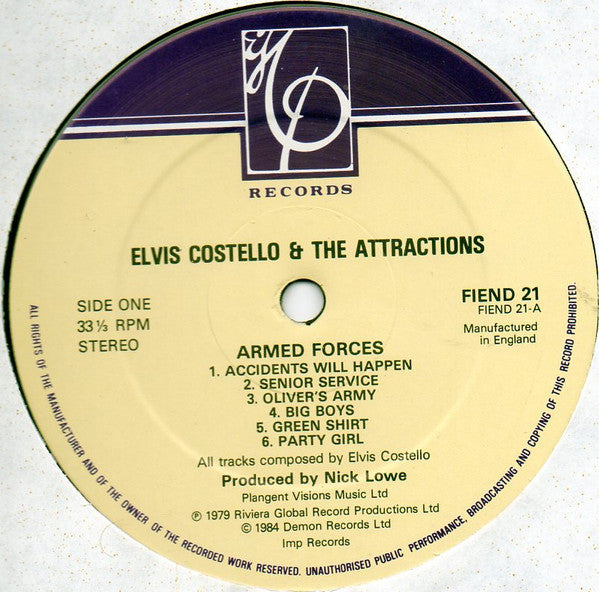 RECORDS
ELVIS COSTELLO & THE ATTRACTIONS
SIDE ONE
33⅓ RPM
STEREO
FIEND 21
FIEND 21-A
Manufactured
in England
ARMED FORCES
1. ACCIDENTS WILL HAPPEN
2. SENIOR SERVICE
3. OLIVER'S ARMY
4. BIG BOYS
5. GREEN SHIRT
6. PARTY GIRL
All tracks composed by Elvis Costello
Produced by Nick Lowe
Plangent Visions Music Ltd
℗ 1979 Riviera Global Record Productions Ltd
© 1984 Demon Records Ltd
Imp Records
ALL RIGHTS OF THE MANUFACTURER AND OF THE OWNER OF THE RECORDED WORK RESERVED. UNAUTHORISED PUBLIC PERFORMANCE, BROADCASTING AND COPYING OF THIS RECORD PROHIBITED.